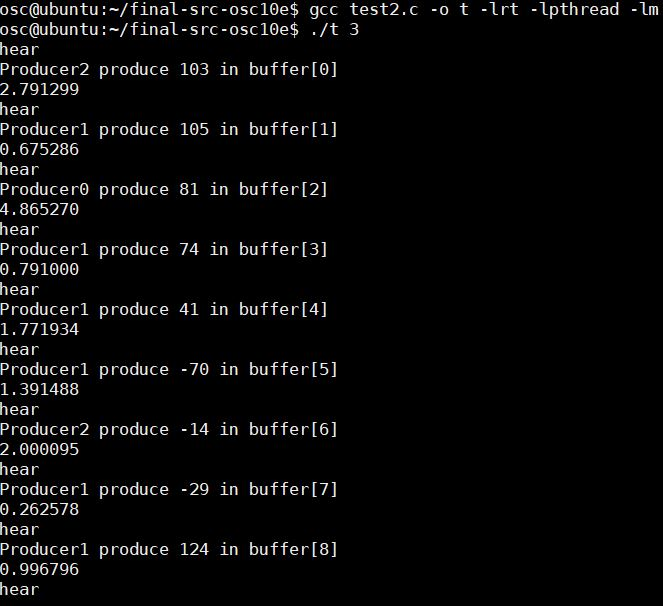 osc@ubuntu:~/final-src-osc10e$ gcc test2.c -o t -lrt -lpthread -lm
osc@ubuntu:~/final-src-osc10e$ ./t 3
hear
Producer2 produce 103 in buffer[0]
2.791299
hear
Producer1 produce 105 in buffer[1]
0.675286
hear
Producer0 produce 81 in buffer[2]
4.865270
hear
Producer1 produce 74 in buffer[3]
0.791000
hear
Producer1 produce 41 in buffer[4]
1.771934
hear
Producer1 produce -70 in buffer[5]
1.391488
hear
Producer2 produce -14 in buffer[6]
2.000095
hear
Producer1 produce -29 in buffer[7]
0.262578
hear
Producer1 produce 124 in buffer[8]
0.996796
hear